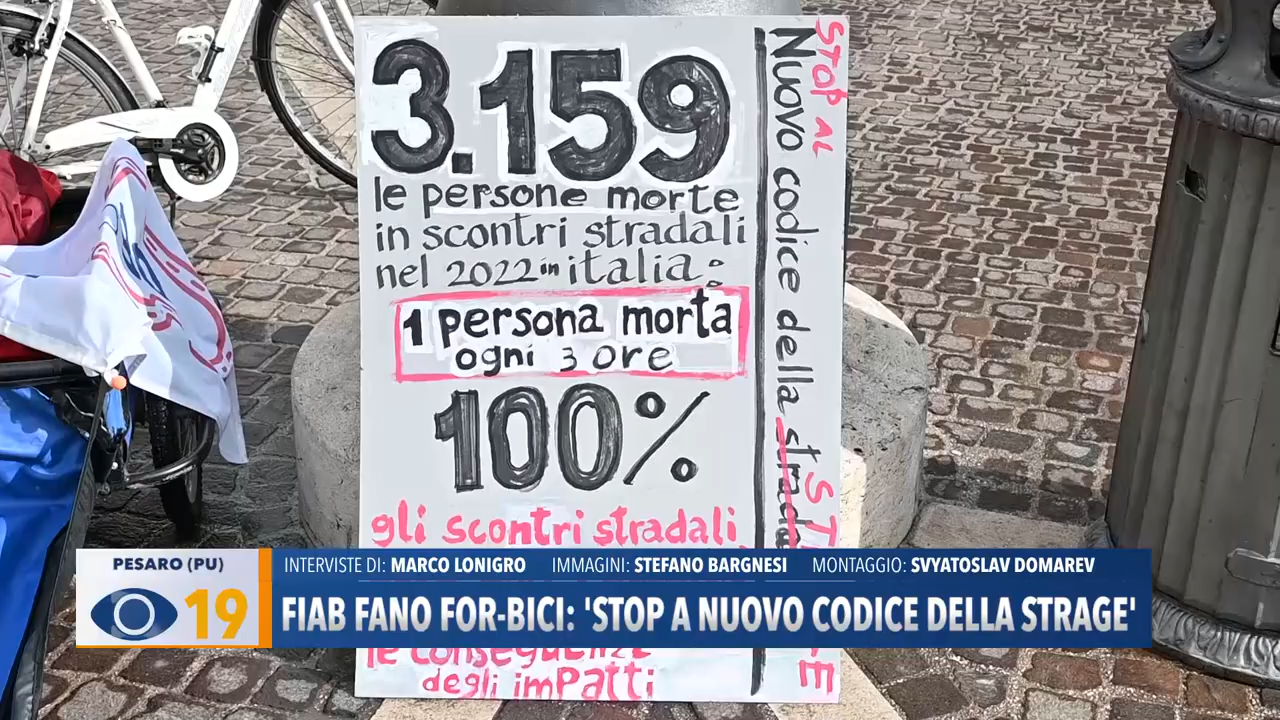 3.159
le persone morte
in scontri stradali
nel 2022 in italia:
1 persona morta
ogni 3 ore
100%
gli scontri stradali
le conseguenze
degli imPatti
STOP AL
Nuovo codice della strada
PESARO (PU)
19
INTERVISTE DI: MARCO LONIGRO IMMAGINI: STEFANO BARGNESI MONTAGGIO: SVYATOSLAV DOMAREV
FIAB FANO FOR-BICI: 'STOP A NUOVO CODICE DELLA STRAGE'